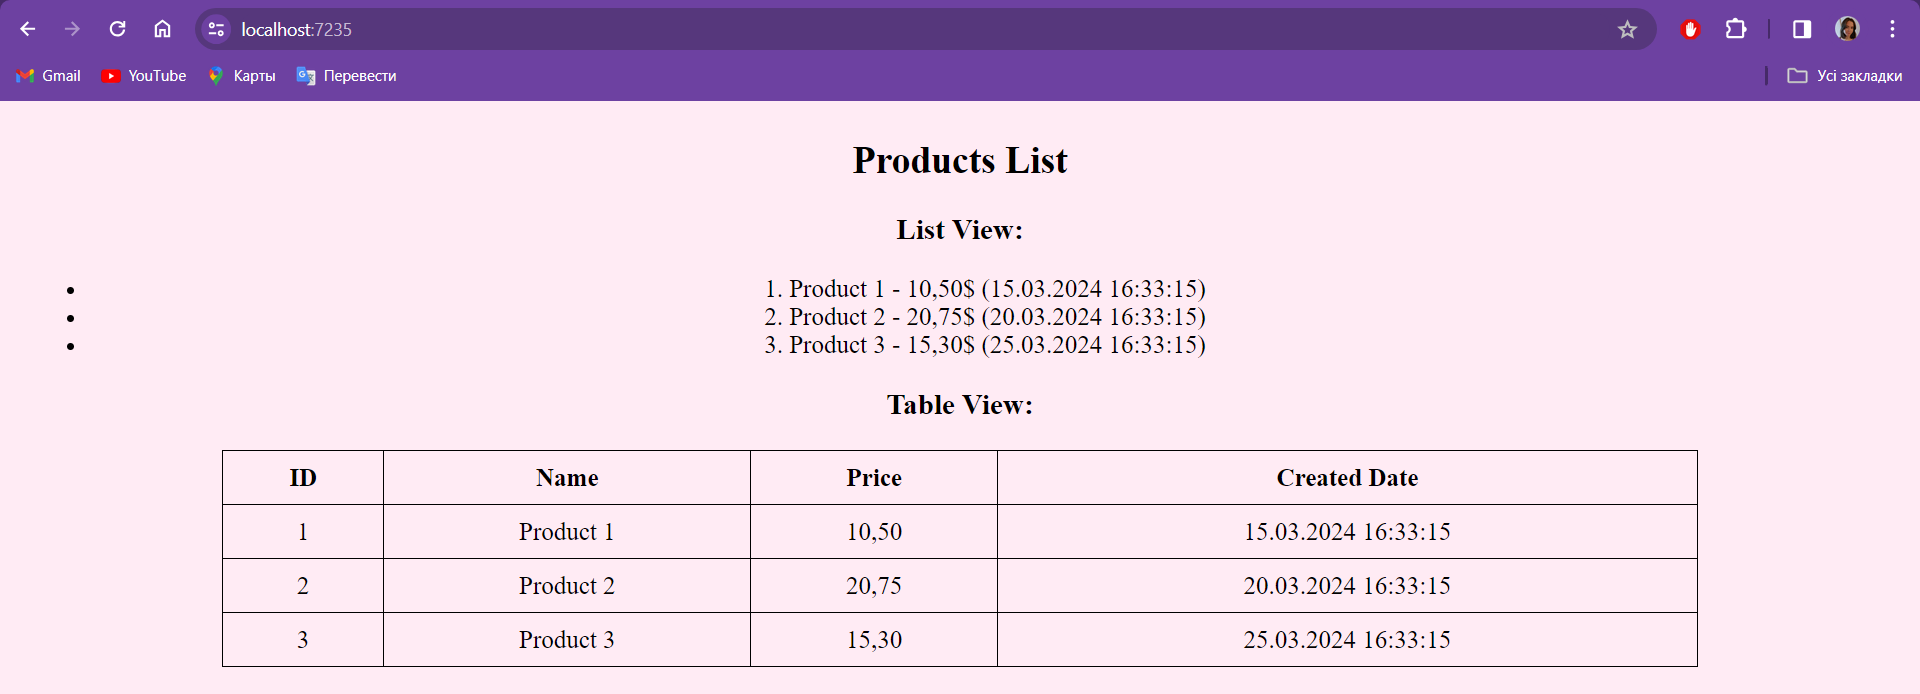 localhost:7235
Gmail YouTube Карты Перевести Усі закладки
Products List
List View:
1. Product 1 - 10,50$ (15.03.2024 16:33:15)
2. Product 2 - 20,75$ (20.03.2024 16:33:15)
3. Product 3 - 15,30$ (25.03.2024 16:33:15)
Table View:
ID Name Price Created Date
1 Product 1 10,50 15.03.2024 16:33:15
2 Product 2 20,75 20.03.2024 16:33:15
3 Product 3 15,30 25.03.2024 16:33:15